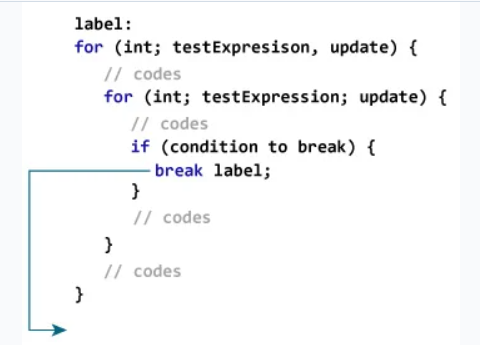 label:
for (int; testExpresison, update) {
// codes
for (int; testExpression; update) {
// codes
if (condition to break) {
break label;
}
// codes
}
// codes
}